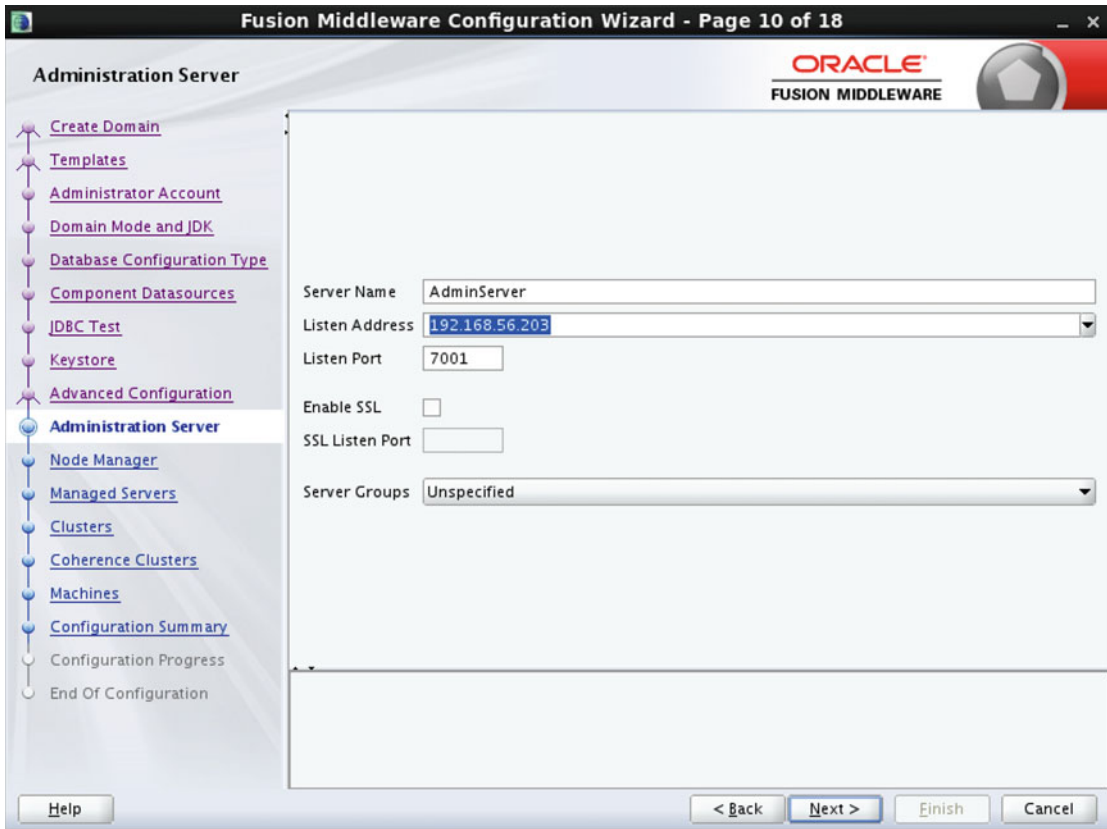 Fusion Middleware Configuration Wizard - Page 10 of 18
Administration Server
ORACLE
FUSION MIDDLEWARE
Create Domain
Templates
Administrator Account
Domain Mode and JDK
Database Configuration Type
Component Datasources
JDBC Test
Keystore
Advanced Configuration
Administration Server
Node Manager
Managed Servers
Clusters
Coherence Clusters
Machines
Configuration Summary
Configuration Progress
End Of Configuration
Server Name AdminServer
Listen Address 192.168.56.203
Listen Port 7001
Enable SSL
SSL Listen Port
Server Groups Unspecified
Help < Back Next > Finish Cancel